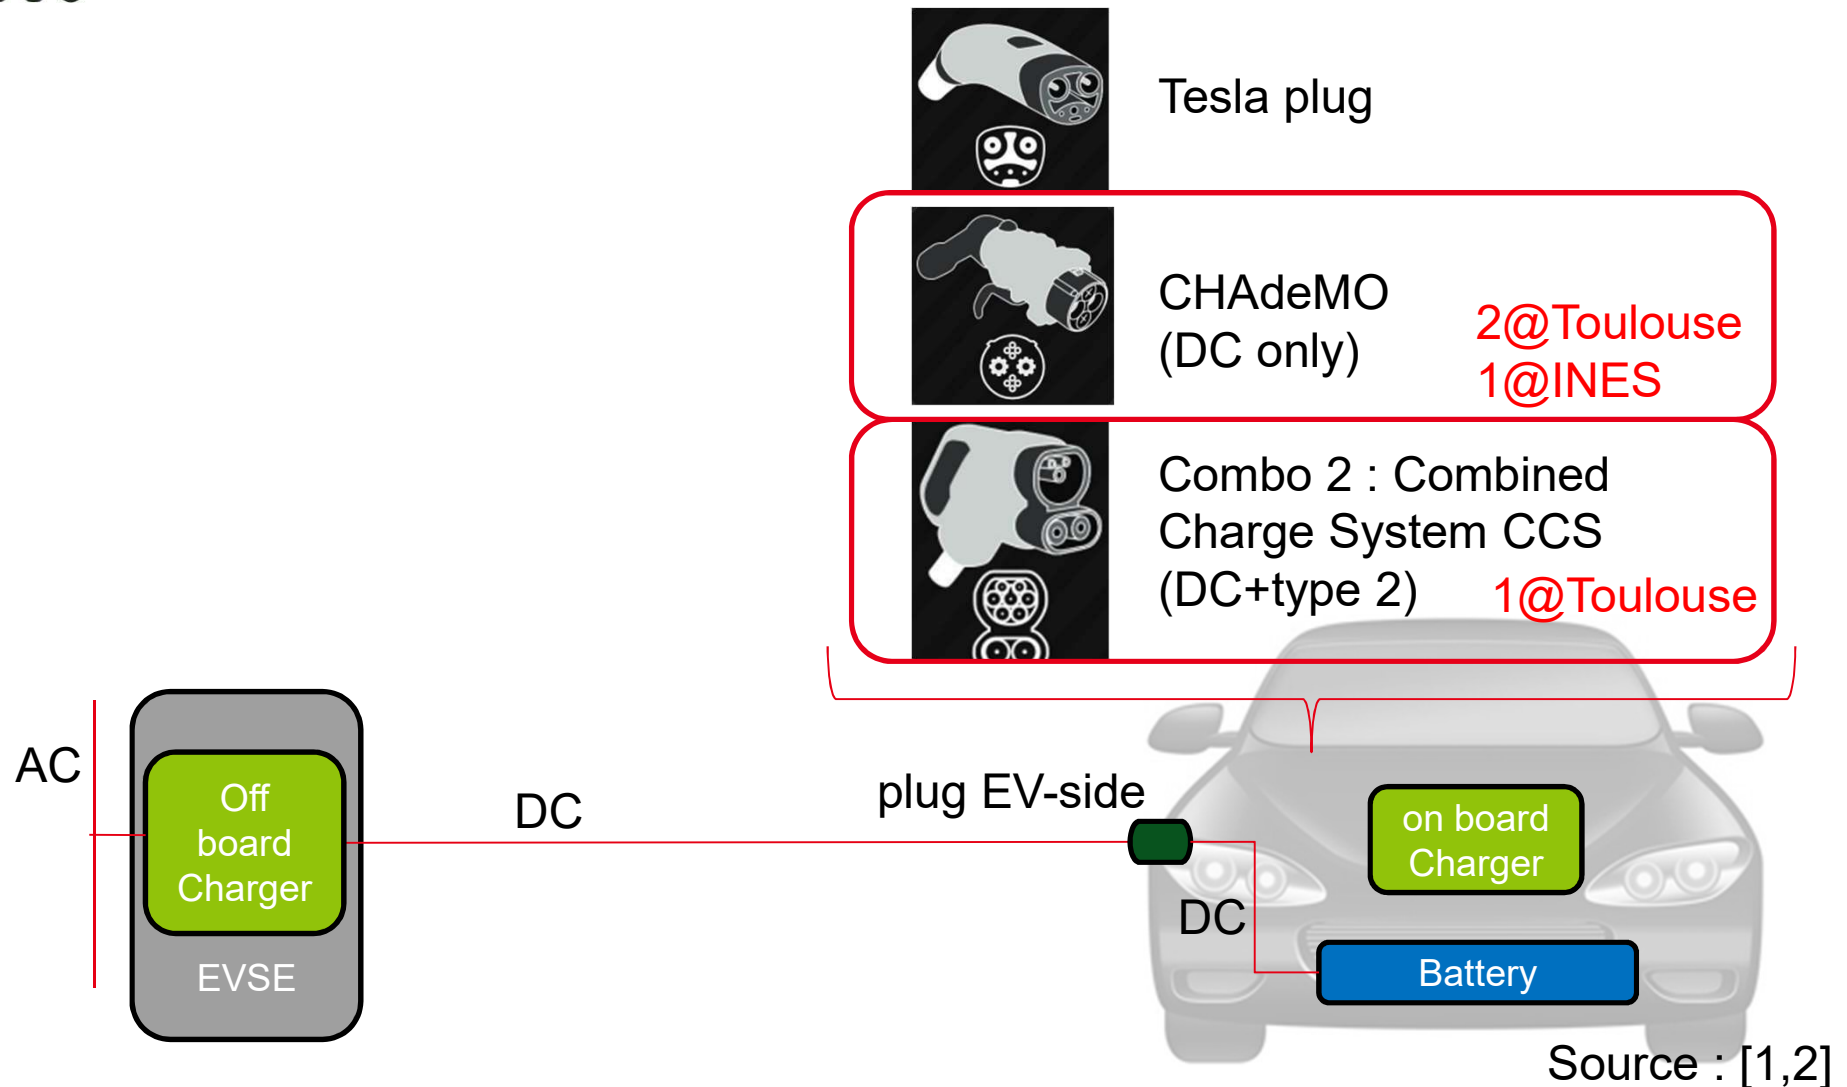 Tesla plug
CHAdeMO
(DC only)
2@Toulouse
1@INES
Combo 2 : Combined
Charge System CCS
(DC+type 2)
1@Toulouse
AC
Off
board
Charger
EVSE
DC
plug EV-side
on board
Charger
DC
Battery
Source : [1,2]